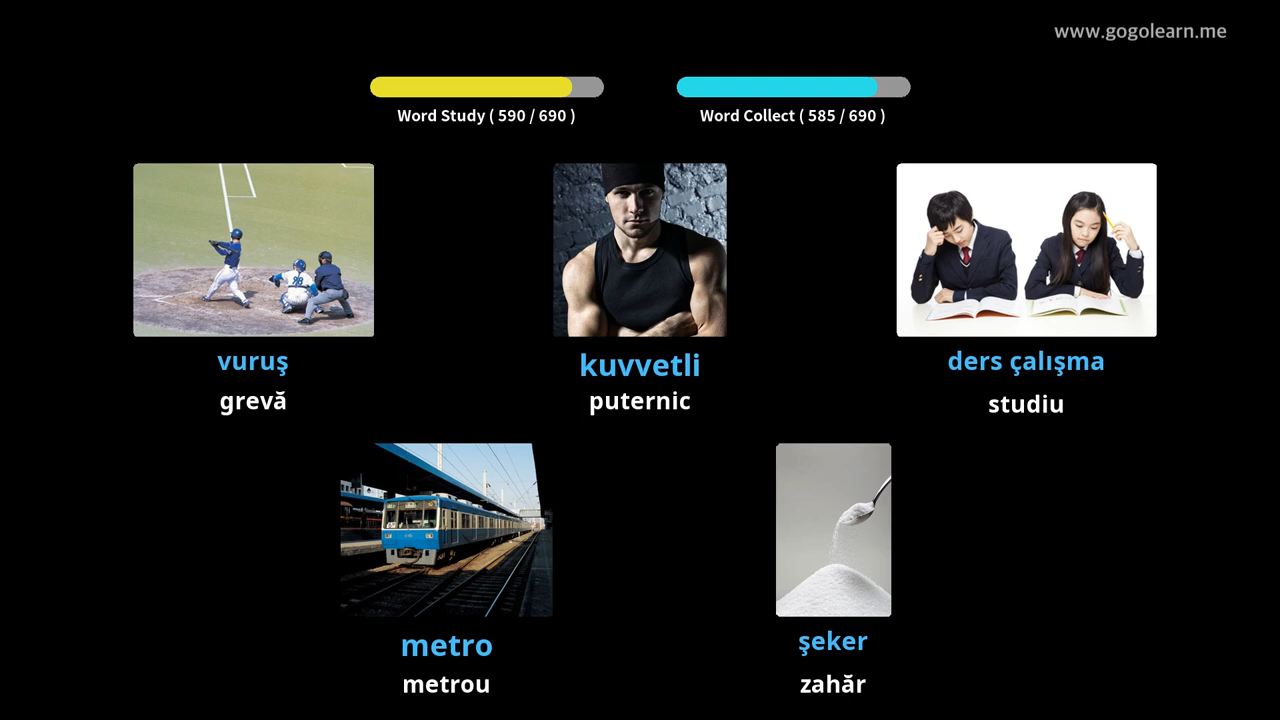 www.gogolearn.me
Word Study ( 590 / 690 )
Word Collect ( 585 / 690 )
vuruş
grevă
kuvvetli
puternic
ders çalışma
studiu
metro
metrou
şeker
zahăr